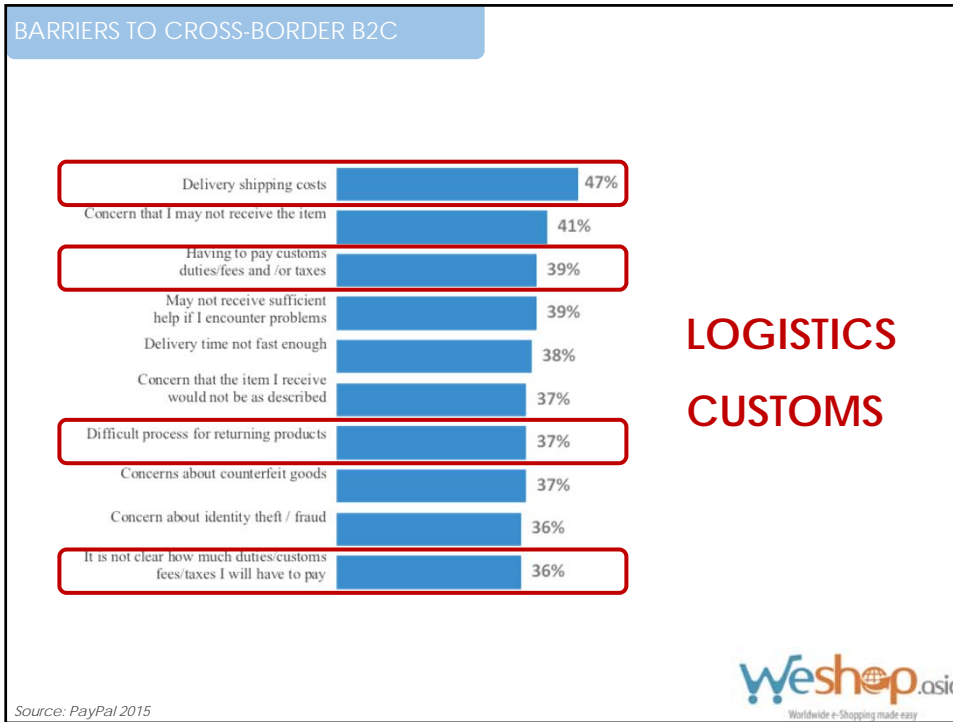 BARRIERS TO CROSS-BORDER B2C
Delivery shipping costs
47%
Concern that I may not receive the item
41%
Having to pay customs
duties/fees and /or taxes
39%
May not receive sufficient
help if I encounter problems
39%
Delivery time not fast enough
38%
Concern that the item I receive
would not be as described
37%
Difficult process for returning products
37%
Concerns about counterfeit goods
37%
Concern about identity theft / fraud
36%
It is not clear how much duties/customs
fees/taxes I will have to pay
36%
LOGISTICS
CUSTOMS
Weshop.asia
Worldwide e-Shopping made easy
Source: PayPal 2015